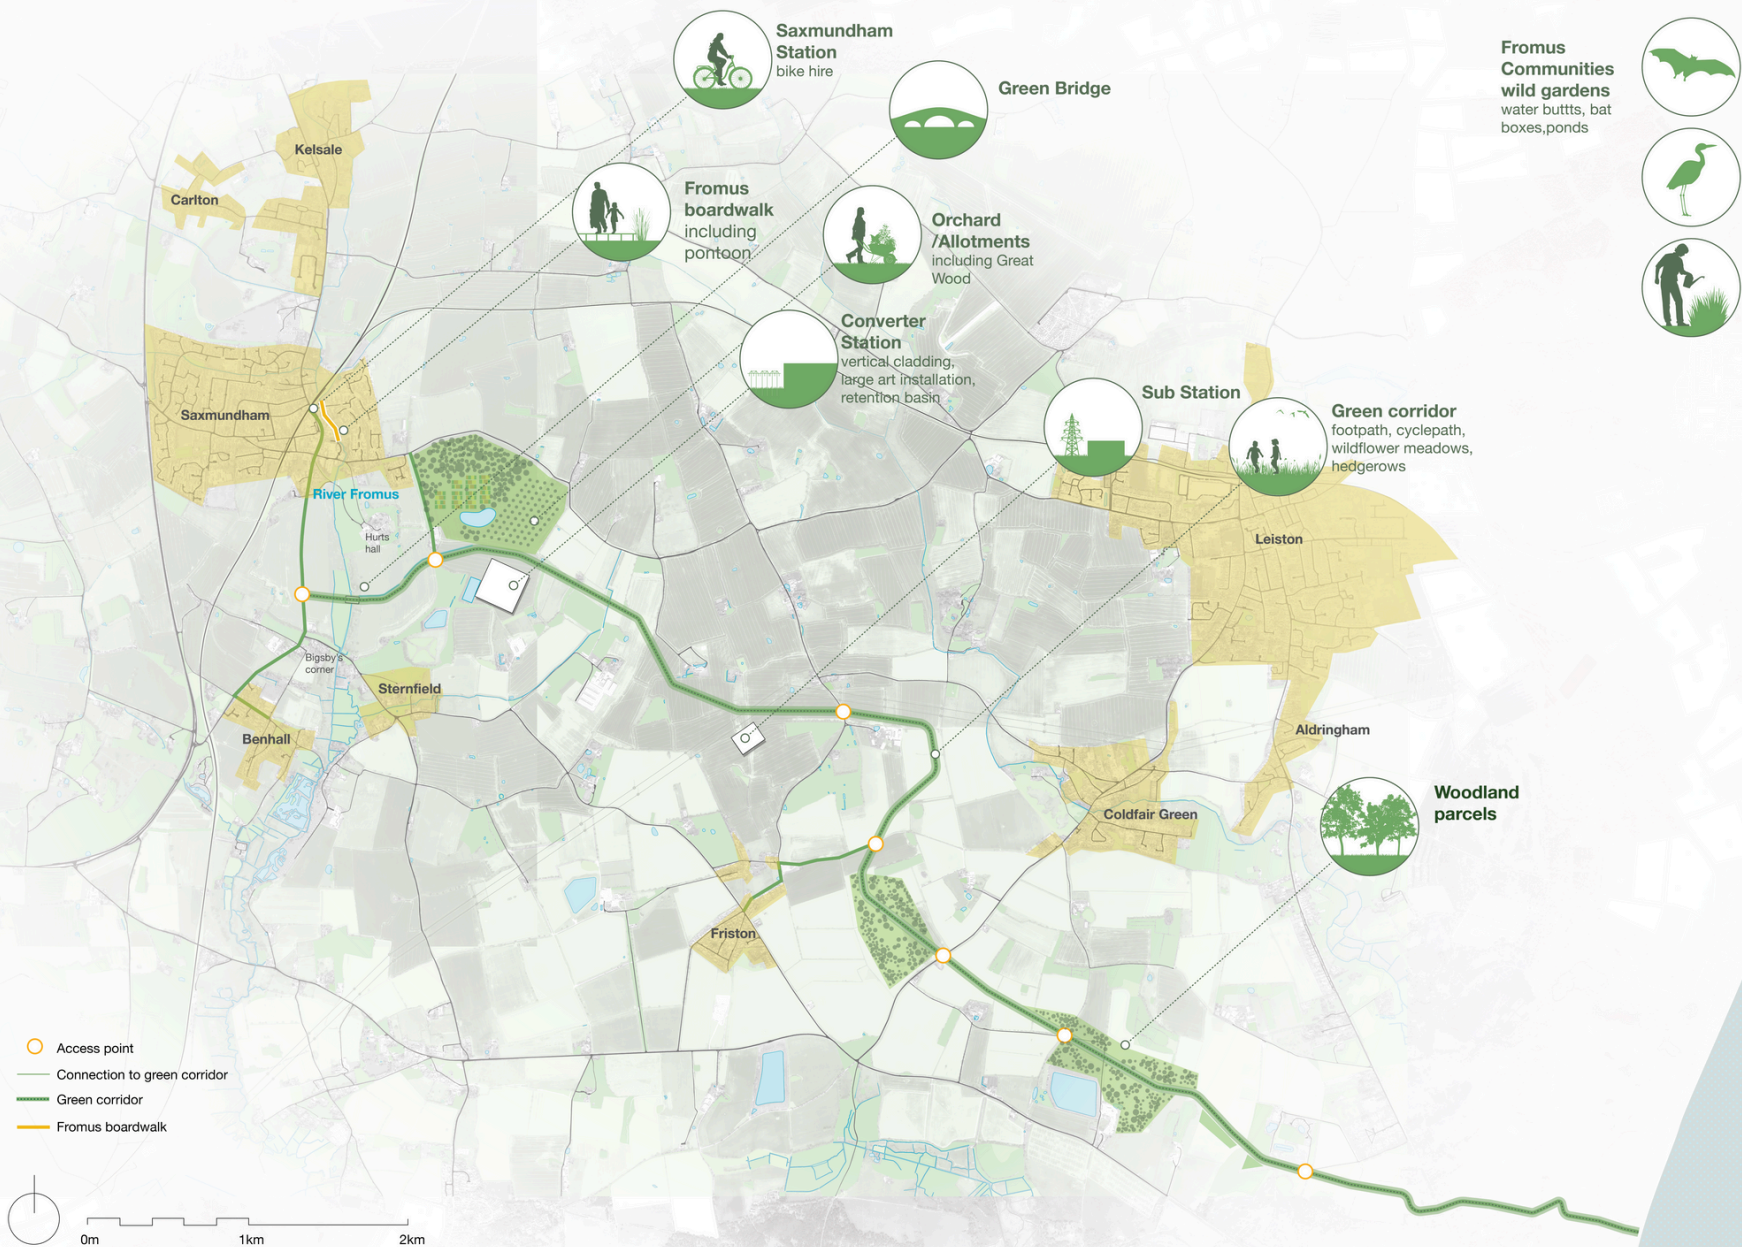 Saxmundham
Station
bike hire
Green Bridge
Fromus
Communities
wild gardens
water buttts, bat
boxes,ponds
Fromus
boardwalk
including
pontoon
Orchard
/Allotments
including Great
Wood
Converter
Station
vertical cladding,
large art installation,
retention basin
Sub Station
Green corridor
footpath, cyclepath,
wildflower meadows,
hedgerows
Woodland
parcels
Kelsale
Carlton
Saxmundham
River Fromus
Hurts
hall
Bigsby's
corner
Sternfield
Benhall
Leiston
Aldringham
Coldfair Green
Friston
Access point
Connection to green corridor
Green corridor
Fromus boardwalk
0m
1km
2km